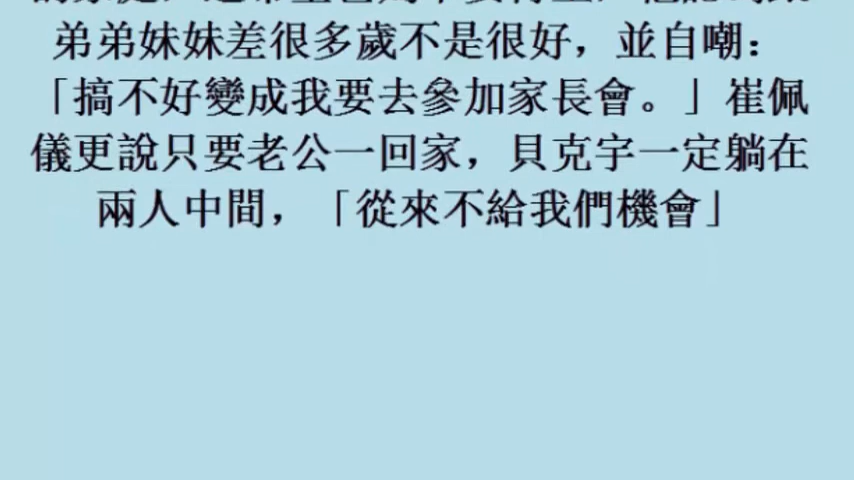 弟弟妹妹差很多歲不是很好，並自嘲：
「搞不好變成我要去參加家長會。」崔佩
儀更說只要老公一回家，貝克宇一定躺在
兩人中間，「從來不給我們機會」